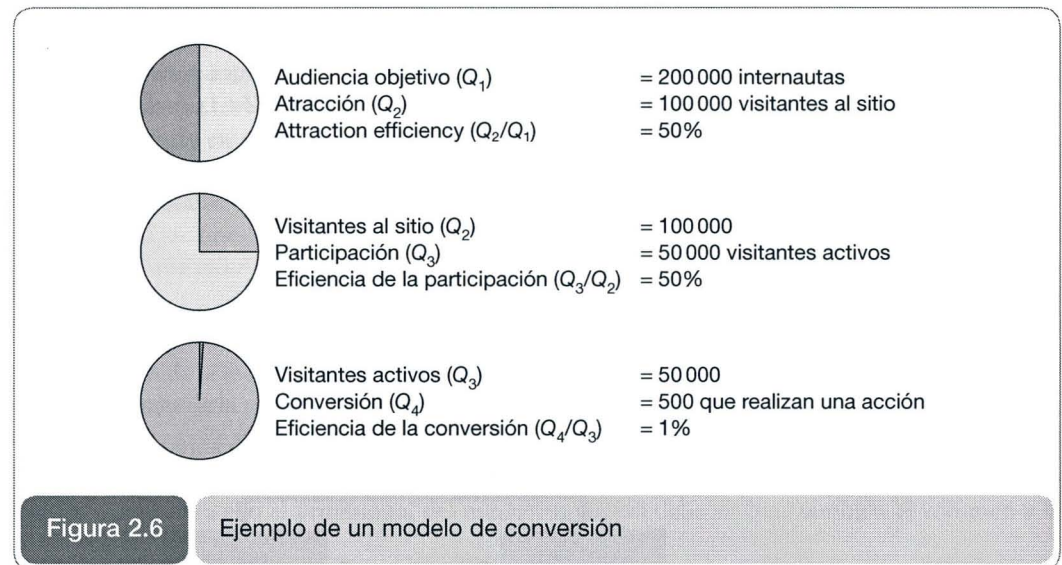 Audiencia objetivo (Q₁) = 200 000 internautas
Atracción (Q₂) = 100 000 visitantes al sitio
Attraction efficiency (Q₂/Q₁) = 50%
Visitantes al sitio (Q₂) = 100 000
Participación (Q₃) = 50 000 visitantes activos
Eficiencia de la participación (Q₃/Q₂) = 50%
Visitantes activos (Q₃) = 50 000
Conversión (Q₄) = 500 que realizan una acción
Eficiencia de la conversión (Q₄/Q₃) = 1%
Figura 2.6 Ejemplo de un modelo de conversión